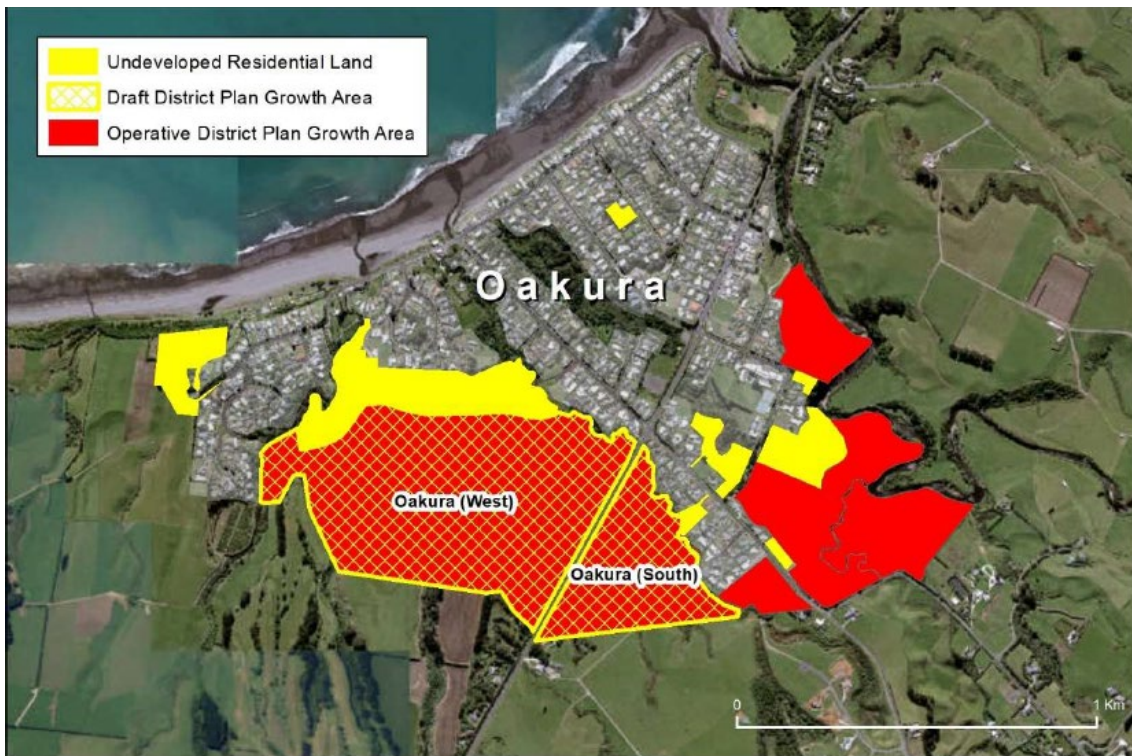 Undeveloped Residential Land
Draft District Plan Growth Area
Operative District Plan Growth Area
Oakura
Oakura (West)
Oakura (South)
0
1 Km